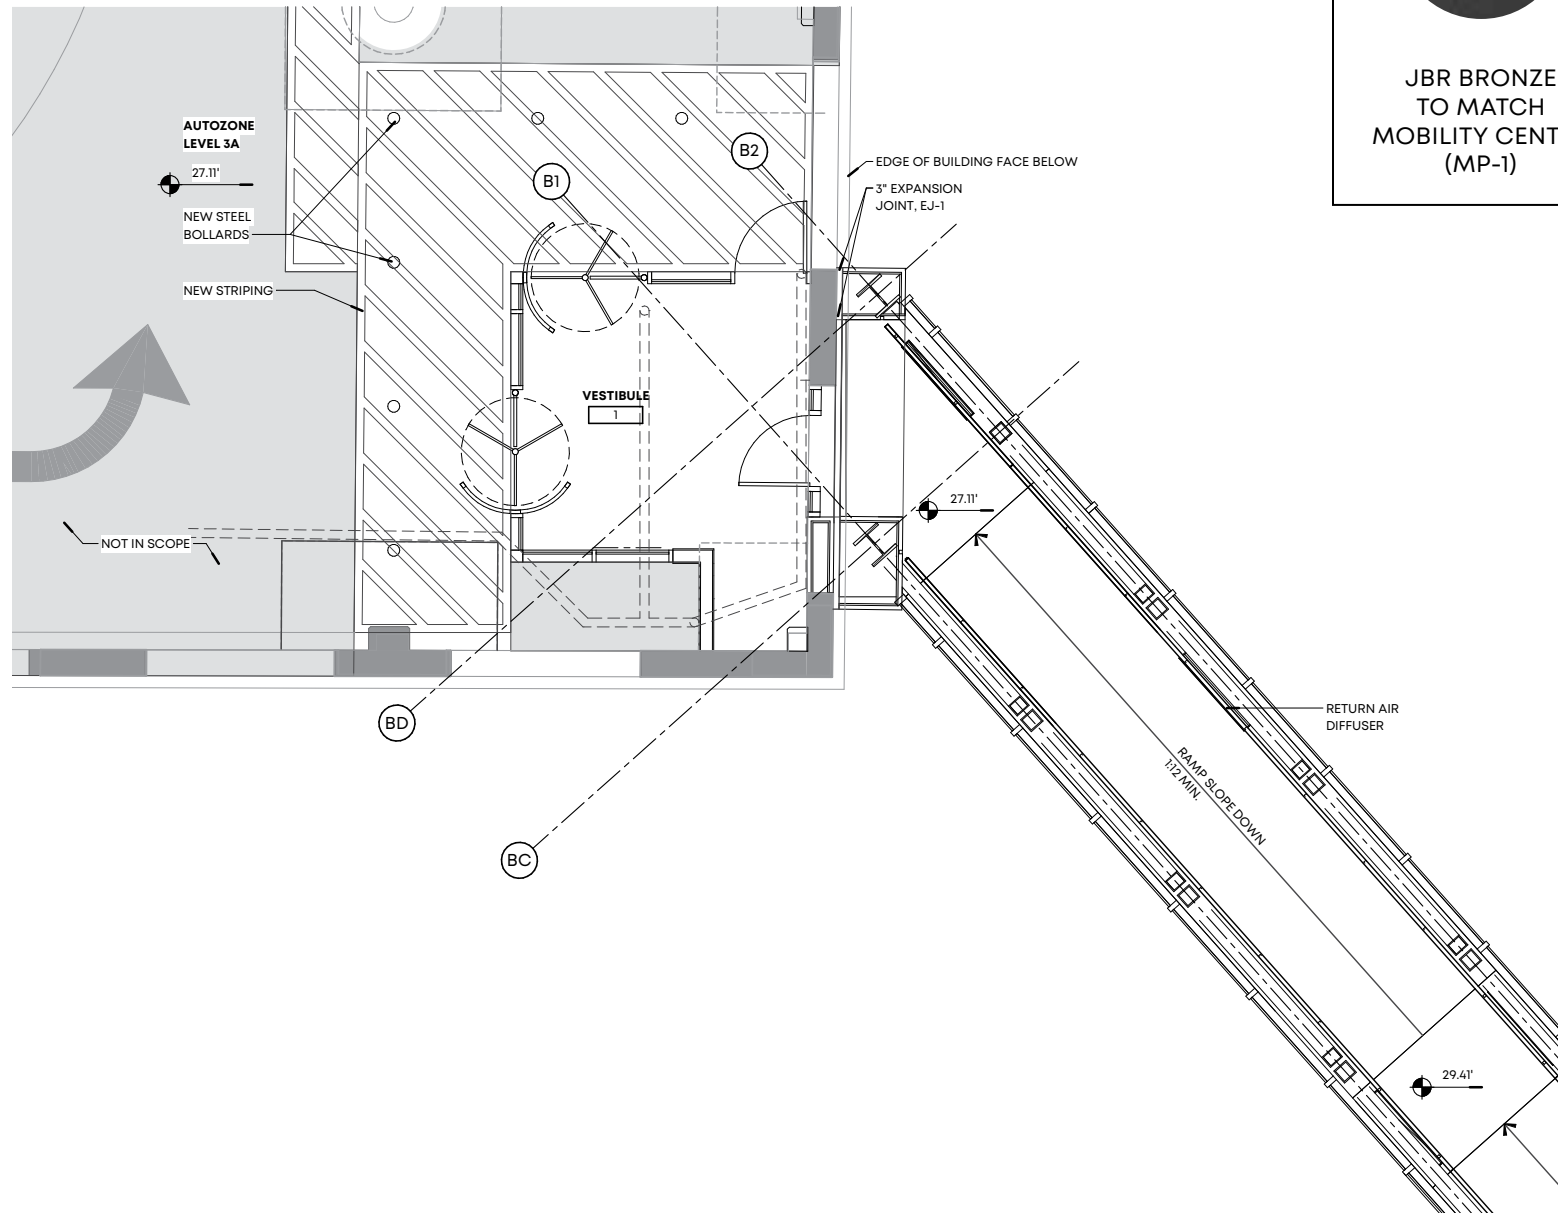 JBR BRONZE
TO MATCH
MOBILITY CENT
(MP-1)
AUTOZONE
LEVEL 3A
27.11'
NEW STEEL
BOLLARDS
NEW STRIPING
NOT IN SCOPE
B1
B2
EDGE OF BUILDING FACE BELOW
3" EXPANSION
JOINT, EJ-1
VESTIBULE
1
27.11'
BD
BC
RETURN AIR
DIFFUSER
RAMP SLOPE DOWN
1:12 MIN.
29.41'